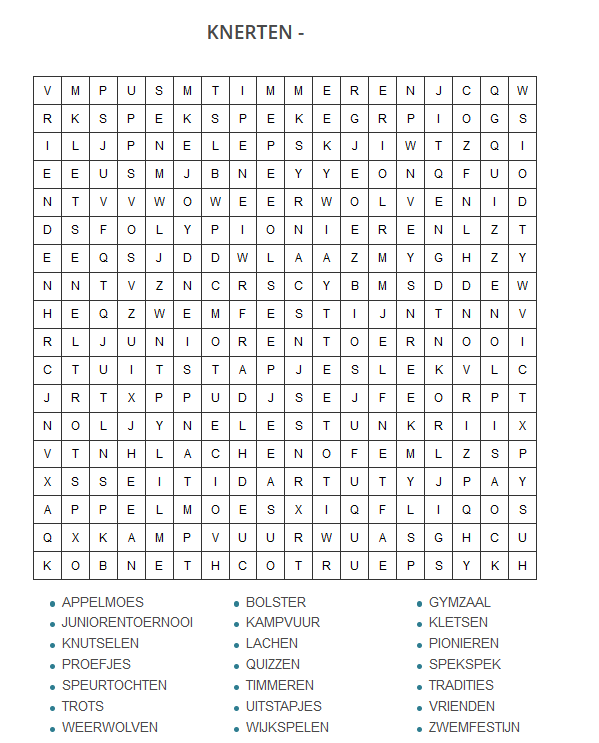 KNERTEN -
V M P U S M T I M M E R E N J C Q W
R K S P E K S P E K E G R P I O G S
I L J P N E L E P S K J I W T Z Q I
E E U S M J B N E Y Y E O N Q F U O
N T V V W O W E E R W O L V E N I D
D S F O L Y P I O N I E R E N L Z T
E E Q S J D D W L A A Z M Y G H Z Y
N N T V Z N C R S C Y B M S D D E W
H E Q Z W E M F E S T I J N T N N V
R L J U N I O R E N T O E R N O O I
C T U I T S T A P J E S L E K V L C
J R T X P P U D J S E J F E O R P T
N O L J Y N E L E S T U N K R I I X
V T N H L A C H E N O F E M L Z S P
X S S E I T I D A R T U T Y J P A Y
A P P E L M O E S X I Q F L I Q O S
Q X K A M P V U U R W U A S G H C U
K O B N E T H C O T R U E P S Y K H
APPELMOES BOLSTER GYMZAAL
JUNIORENTOERNOOI KAMPVUUR KLETSEN
KNUTSELEN LACHEN PIONIEREN
PROEFJES QUIZZEN SPEKSPEK
SPEURTOCHTEN TIMMEREN TRADITIES
TROTS UITSTAPJES VRIENDEN
WEERWOLVEN WIJKSPELEN ZWEMFESTIJN